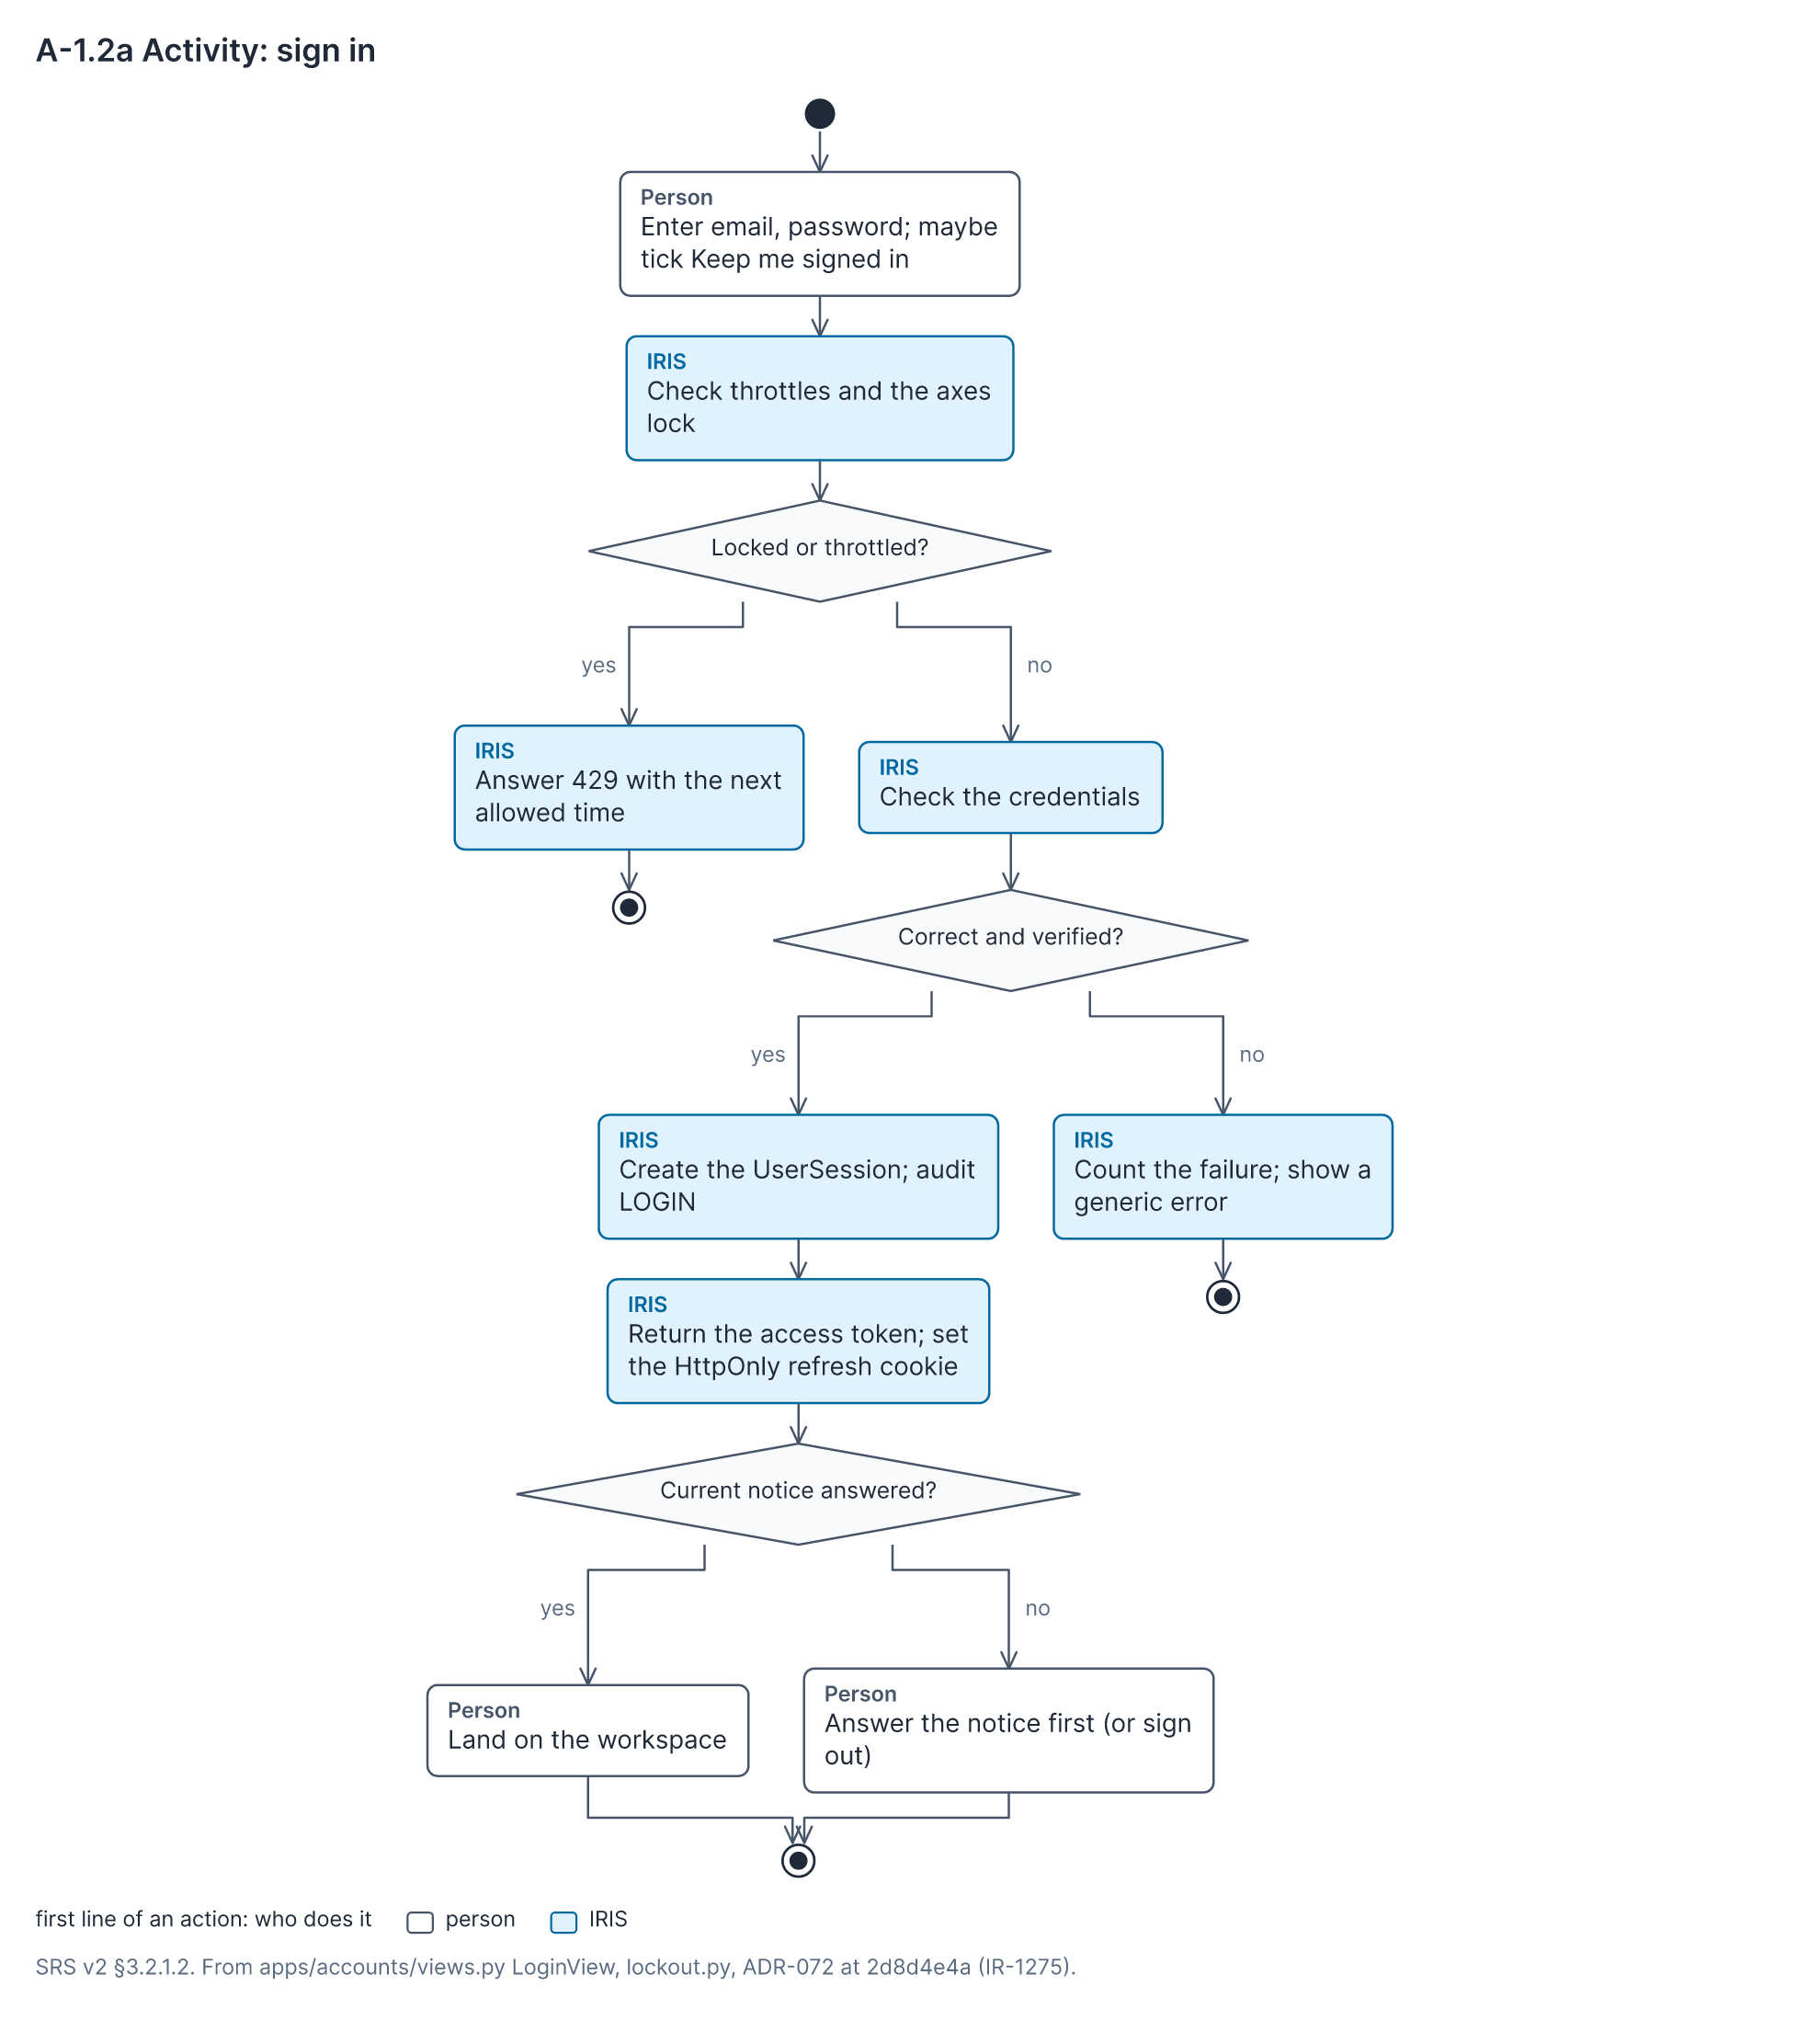 A-1.2a Activity: sign in
Person
Enter email, password; maybe
tick Keep me signed in
IRIS
Check throttles and the axes
lock
Locked or throttled?
yes
no
IRIS
Answer 429 with the next
allowed time
IRIS
Check the credentials
Correct and verified?
yes
no
IRIS
Create the UserSession; audit
LOGIN
IRIS
Count the failure; show a
generic error
IRIS
Return the access token; set
the HttpOnly refresh cookie
Current notice answered?
yes
no
Person
Land on the workspace
Person
Answer the notice first (or sign
out)
first line of an action: who does it person IRIS
SRS v2 §3.2.1.2. From apps/accounts/views.py LoginView, lockout.py, ADR-072 at 2d8d4e4a (IR-1275).